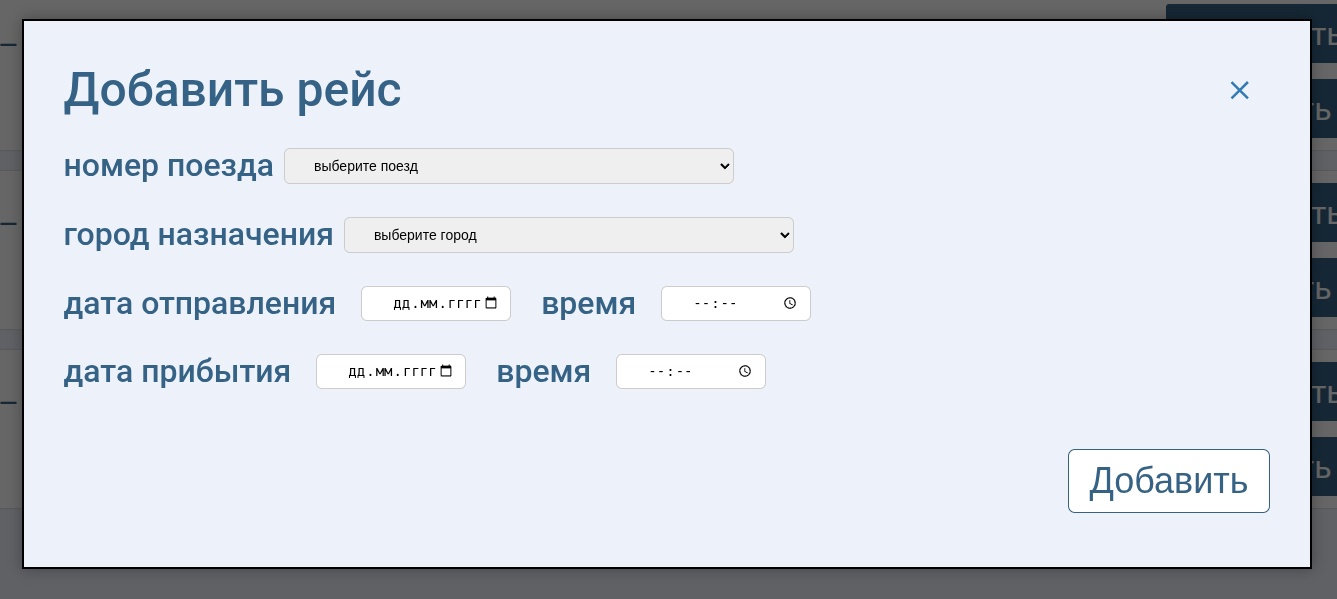 Добавить рейс
номер поезда выберите поезд
город назначения выберите город
дата отправления дд.мм.гггг время --:--
дата прибытия дд.мм.гггг время --:--
Добавить